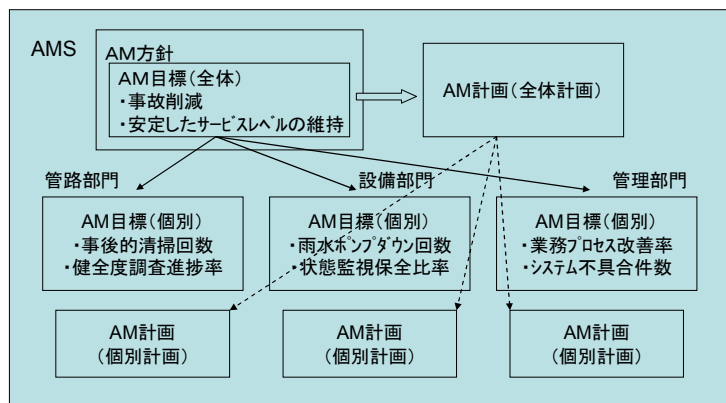 AMS
AM方針
AM目標(全体)
・事故削減
・安定したサービスレベルの維持
AM計画(全体計画)
管路部門
設備部門
管理部門
AM目標(個別)
・事後的清掃回数
・健全度調査進捗率
AM目標(個別)
・雨水ポンプダウン回数
・状態監視保全比率
AM目標(個別)
・業務プロセス改善率
・システム不具合件数
AM計画
(個別計画)
AM計画
(個別計画)
AM計画
(個別計画)